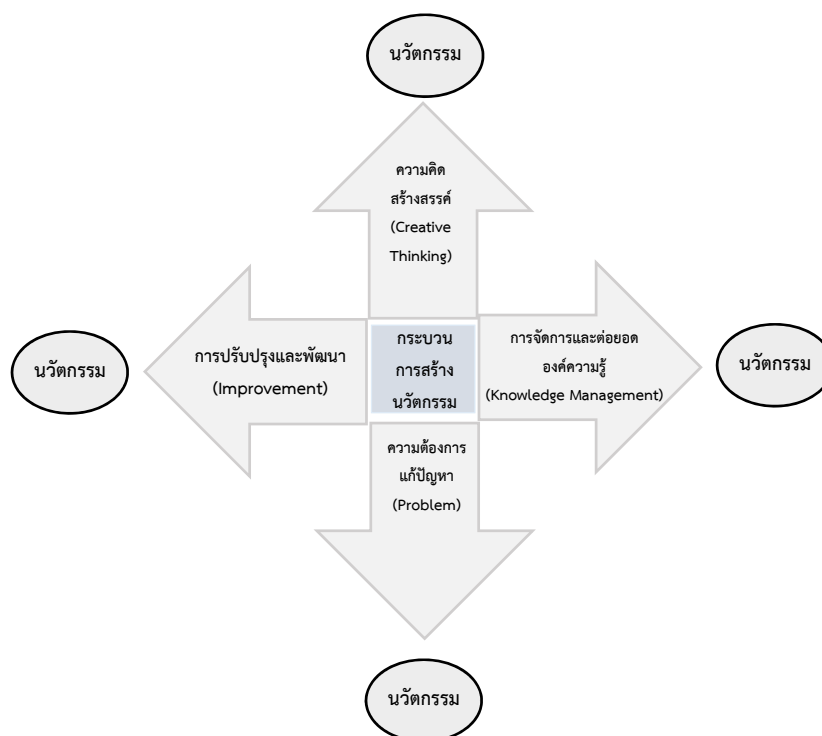 นวัตกรรม
ความคิด
สร้างสรรค์
(Creative
Thinking)
นวัตกรรม
การปรับปรุงและพัฒนา
(Improvement)
กระบวน
การสร้าง
นวัตกรรม
การจัดการและต่อยอด
องค์ความรู้
(Knowledge Management)
นวัตกรรม
ความต้องการ
แก้ปัญหา
(Problem)
นวัตกรรม